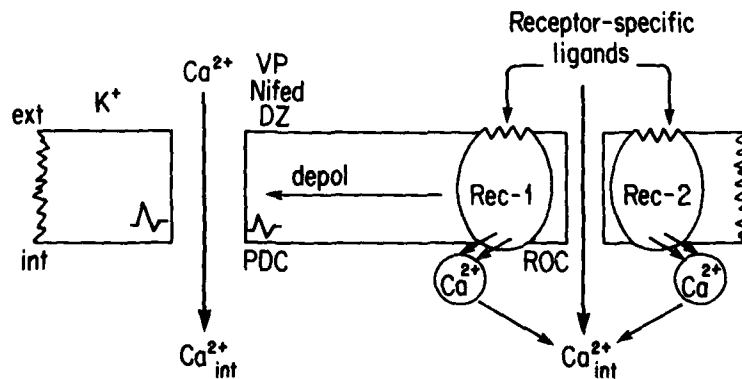 Receptor-specific
ligands
Ca²⁺
VP
Nifed
DZ
K⁺
ext
depol
Rec-1
Rec-2
int
PDC
ROC
Ca²⁺
Ca²⁺
Ca²⁺int
Ca²⁺int